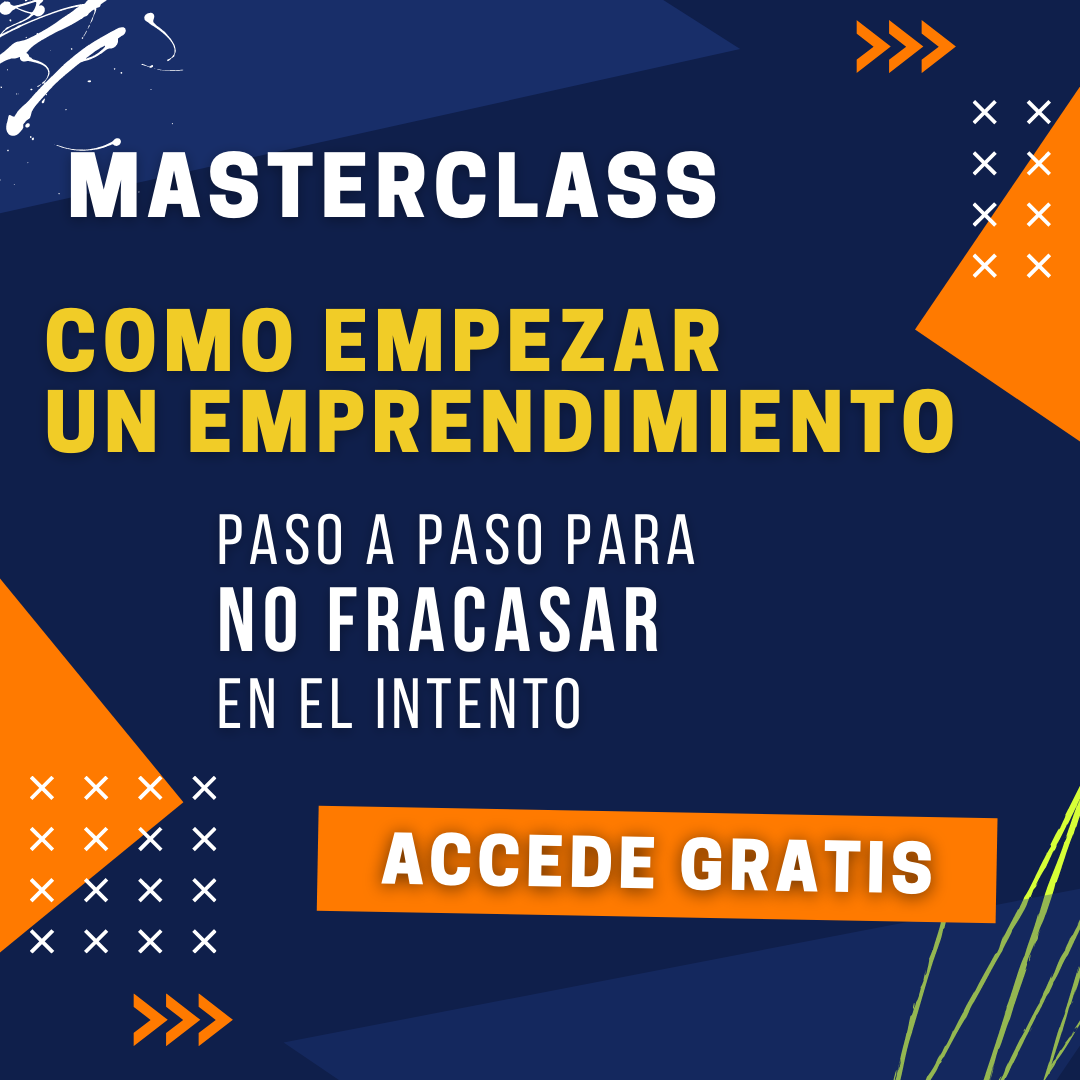 MASTERCLASS
COMO EMPEZAR
UN EMPRENDIMIENTO
PASO A PASO PARA
NO FRACASAR
EN EL INTENTO
ACCEDE GRATIS